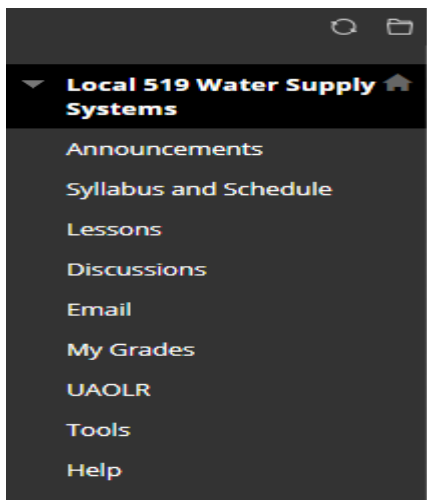 Local 519 Water Supply
Systems
Announcements
Syllabus and Schedule
Lessons
Discussions
Email
My Grades
UAOLR
Tools
Help